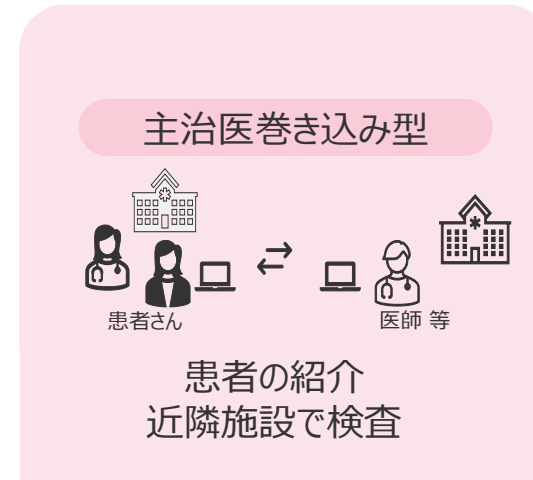 主治医巻き込み型
患者さん
医師 等
患者の紹介
近隣施設で検査